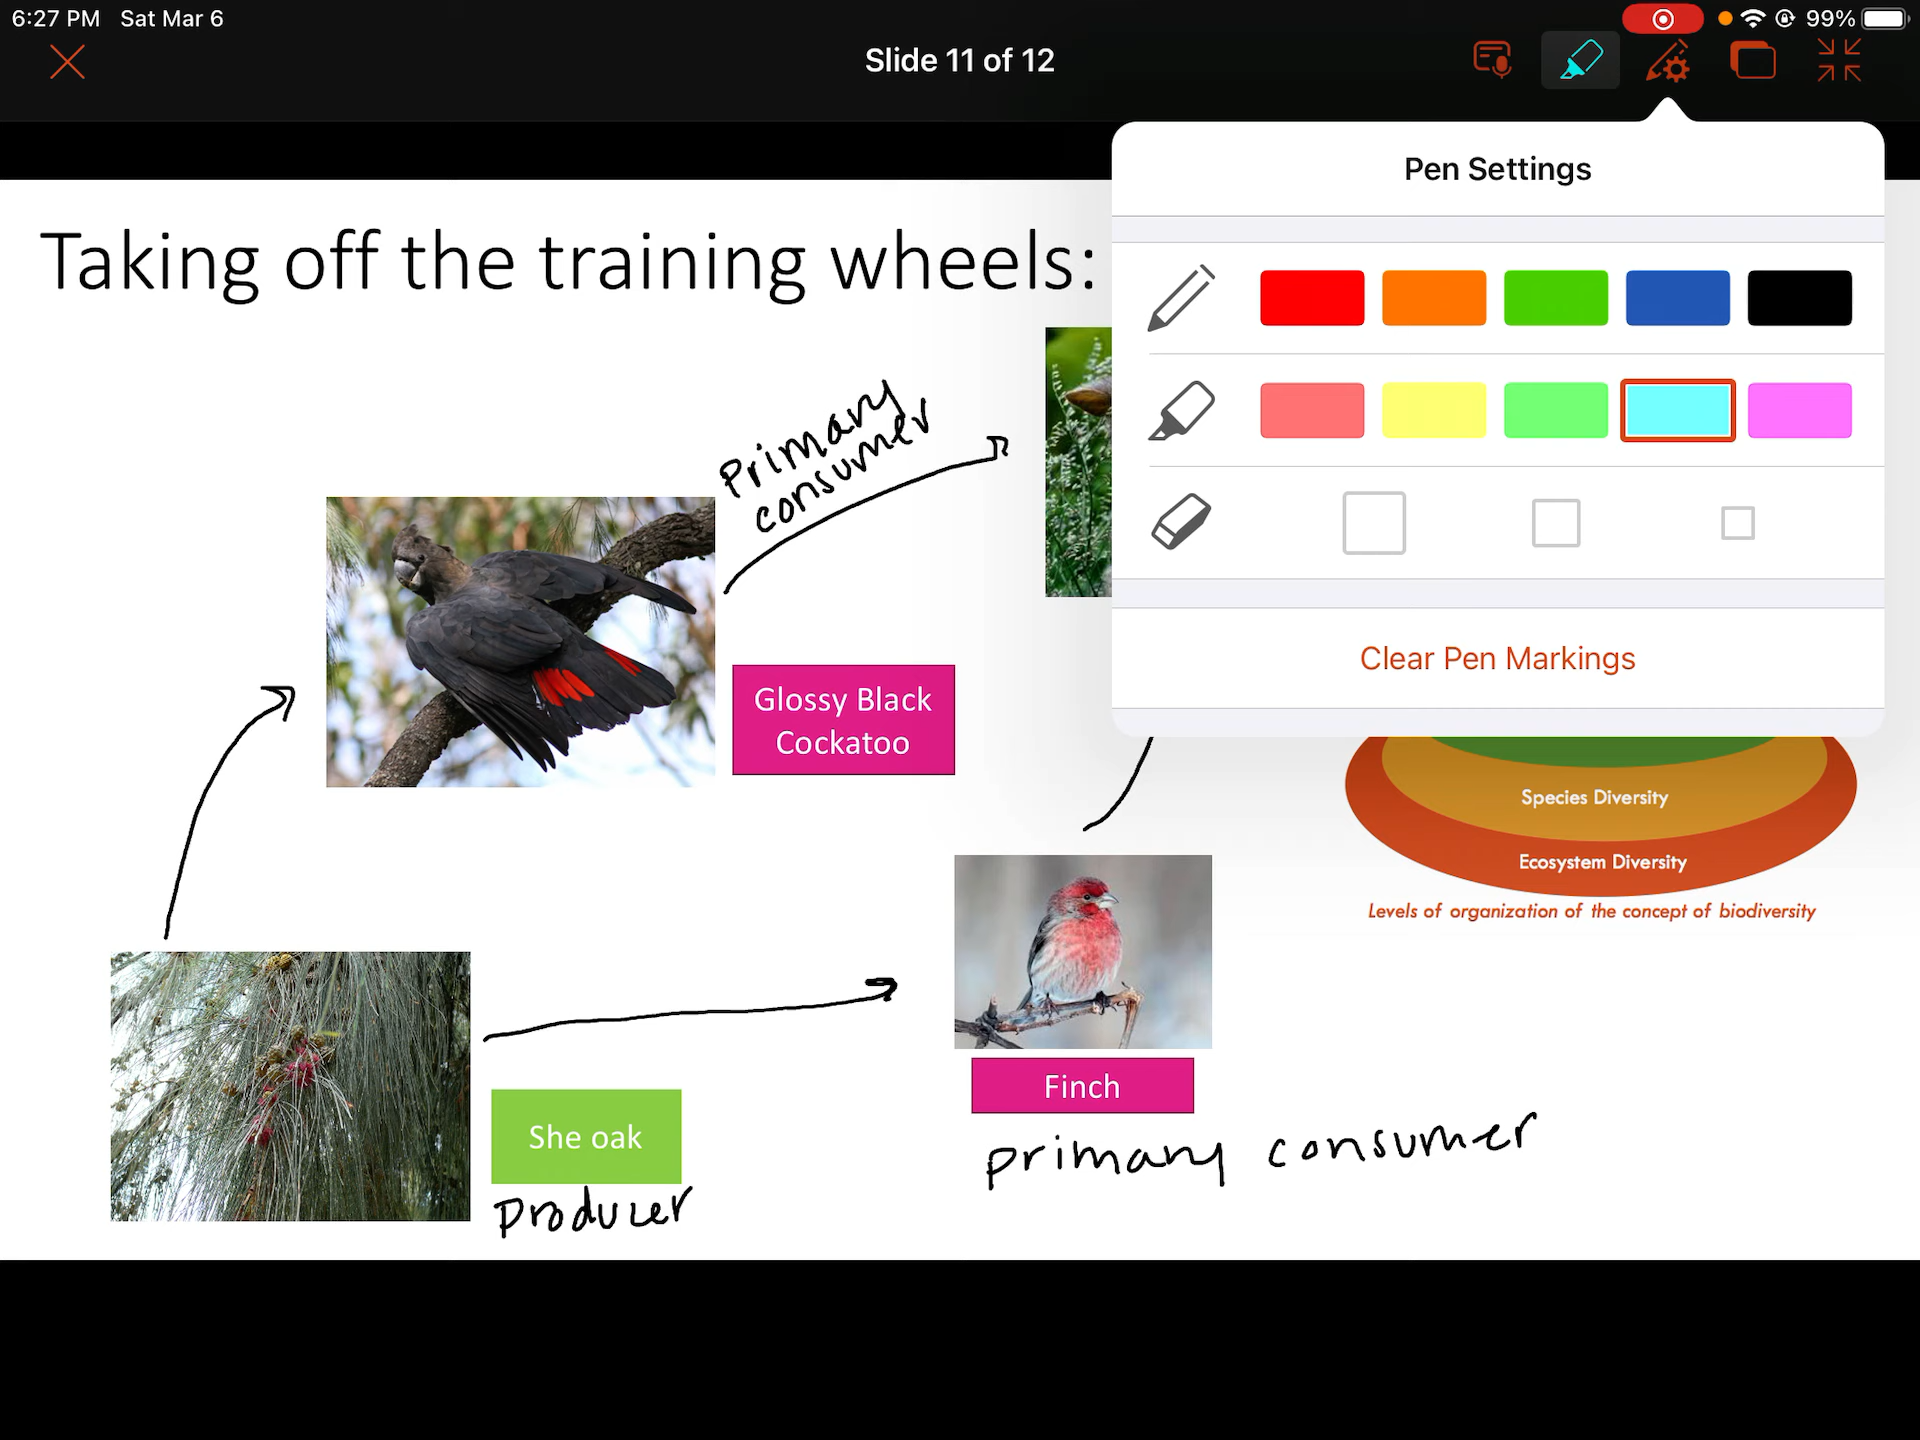 6:27 PM Sat Mar 6
99%
Slide 11 of 12
Pen Settings
Clear Pen Markings
Taking off the training wheels:
Primary
consumer
Glossy Black
Cockatoo
Species Diversity
Ecosystem Diversity
Levels of organization of the concept of biodiversity
Finch
primary consumer
She oak
producer